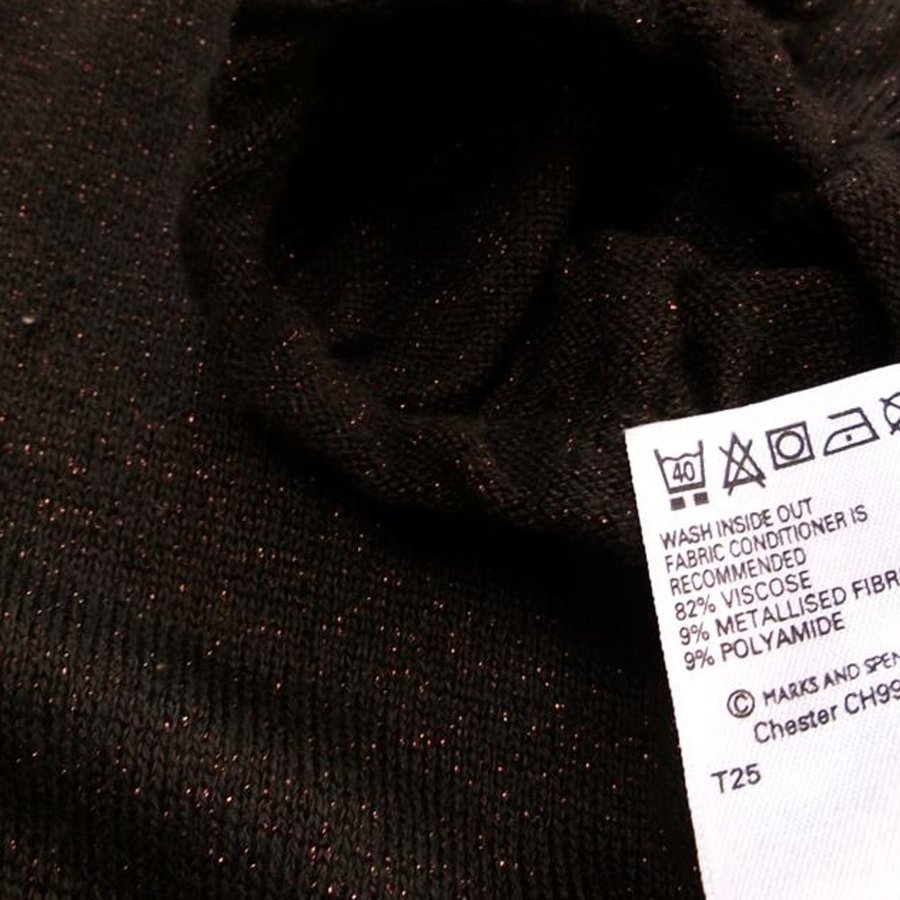 40
WASH INSIDE OUT
FABRIC CONDITIONER IS
RECOMMENDED
82% VISCOSE
9% METALLISED FIBR
9% POLYAMIDE
© MARKS AND SPEN
Chester CH99
T25